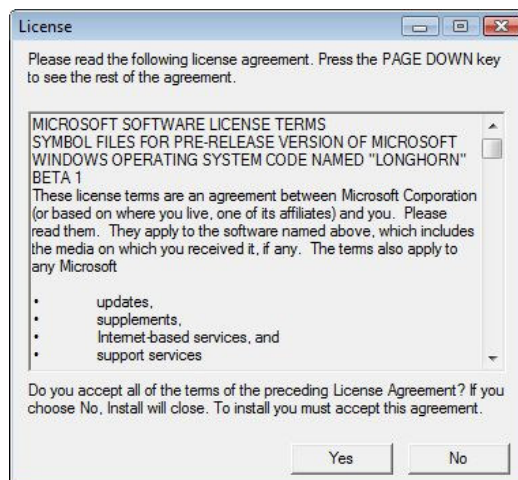 License
Please read the following license agreement. Press the PAGE DOWN key
to see the rest of the agreement.
MICROSOFT SOFTWARE LICENSE TERMS
SYMBOL FILES FOR PRE-RELEASE VERSION OF MICROSOFT
WINDOWS OPERATING SYSTEM CODE NAMED "LONGHORN"
BETA 1
These license terms are an agreement between Microsoft Corporation
(or based on where you live, one of its affiliates) and you. Please
read them. They apply to the software named above, which includes
the media on which you received it, if any. The terms also apply to
any Microsoft
• updates,
• supplements,
• Internet-based services, and
• support services
Do you accept all of the terms of the preceding License Agreement? If you
choose No, Install will close. To install you must accept this agreement.
Yes No